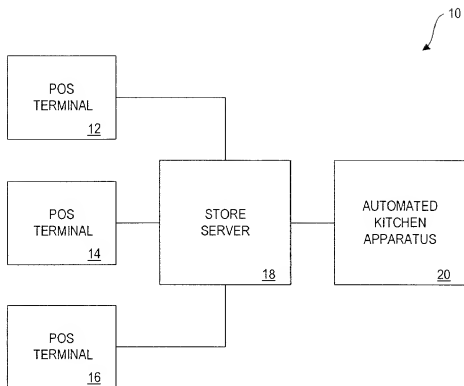 10
POS
TERMINAL
12
POS
TERMINAL
14
POS
TERMINAL
16
STORE
SERVER
18
AUTOMATED
KITCHEN
APPARATUS
20